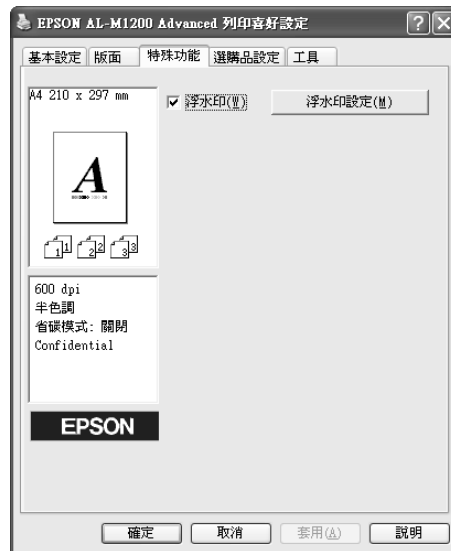 EPSON AL-M1200 Advanced 列印喜好設定
基本設定 版面 特殊功能 選購品設定 工具
A4 210 x 297 mm
浮水印(W) 浮水印設定(M)
A
1 1 2 2 3 3
600 dpi
半色調
省碳模式: 關閉
Confidential
EPSON
確定 取消 套用(A) 說明